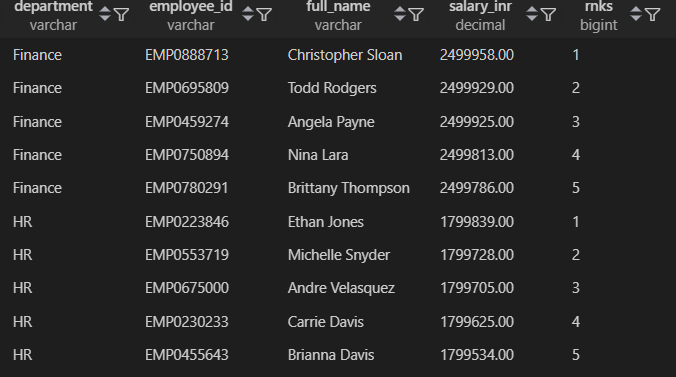 department employee_id full_name salary_inr rnks
varchar varchar varchar decimal bigint
Finance EMP0888713 Christopher Sloan 2499958.00 1
Finance EMP0695809 Todd Rodgers 2499929.00 2
Finance EMP0459274 Angela Payne 2499925.00 3
Finance EMP0750894 Nina Lara 2499813.00 4
Finance EMP0780291 Brittany Thompson 2499786.00 5
HR EMP0223846 Ethan Jones 1799839.00 1
HR EMP0553719 Michelle Snyder 1799728.00 2
HR EMP0675000 Andre Velasquez 1799705.00 3
HR EMP0230233 Carrie Davis 1799625.00 4
HR EMP0455643 Brianna Davis 1799534.00 5